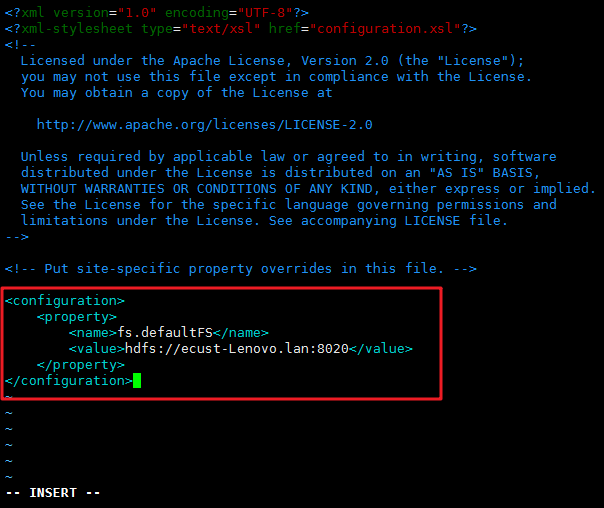 <?xml version="1.0" encoding="UTF-8"?>
<?xml-stylesheet type="text/xsl" href="configuration.xsl"?>
<!--
  Licensed under the Apache License, Version 2.0 (the "License");
  you may not use this file except in compliance with the License.
  You may obtain a copy of the License at

    http://www.apache.org/licenses/LICENSE-2.0

  Unless required by applicable law or agreed to in writing, software
  distributed under the License is distributed on an "AS IS" BASIS,
  WITHOUT WARRANTIES OR CONDITIONS OF ANY KIND, either express or implied.
  See the License for the specific language governing permissions and
  limitations under the License. See accompanying LICENSE file.
-->

<!-- Put site-specific property overrides in this file. -->

<configuration>
    <property>
        <name>fs.defaultFS</name>
        <value>hdfs://ecust-Lenovo.lan:8020</value>
    </property>
</configuration>
~
~
~
~
~
~
-- INSERT --